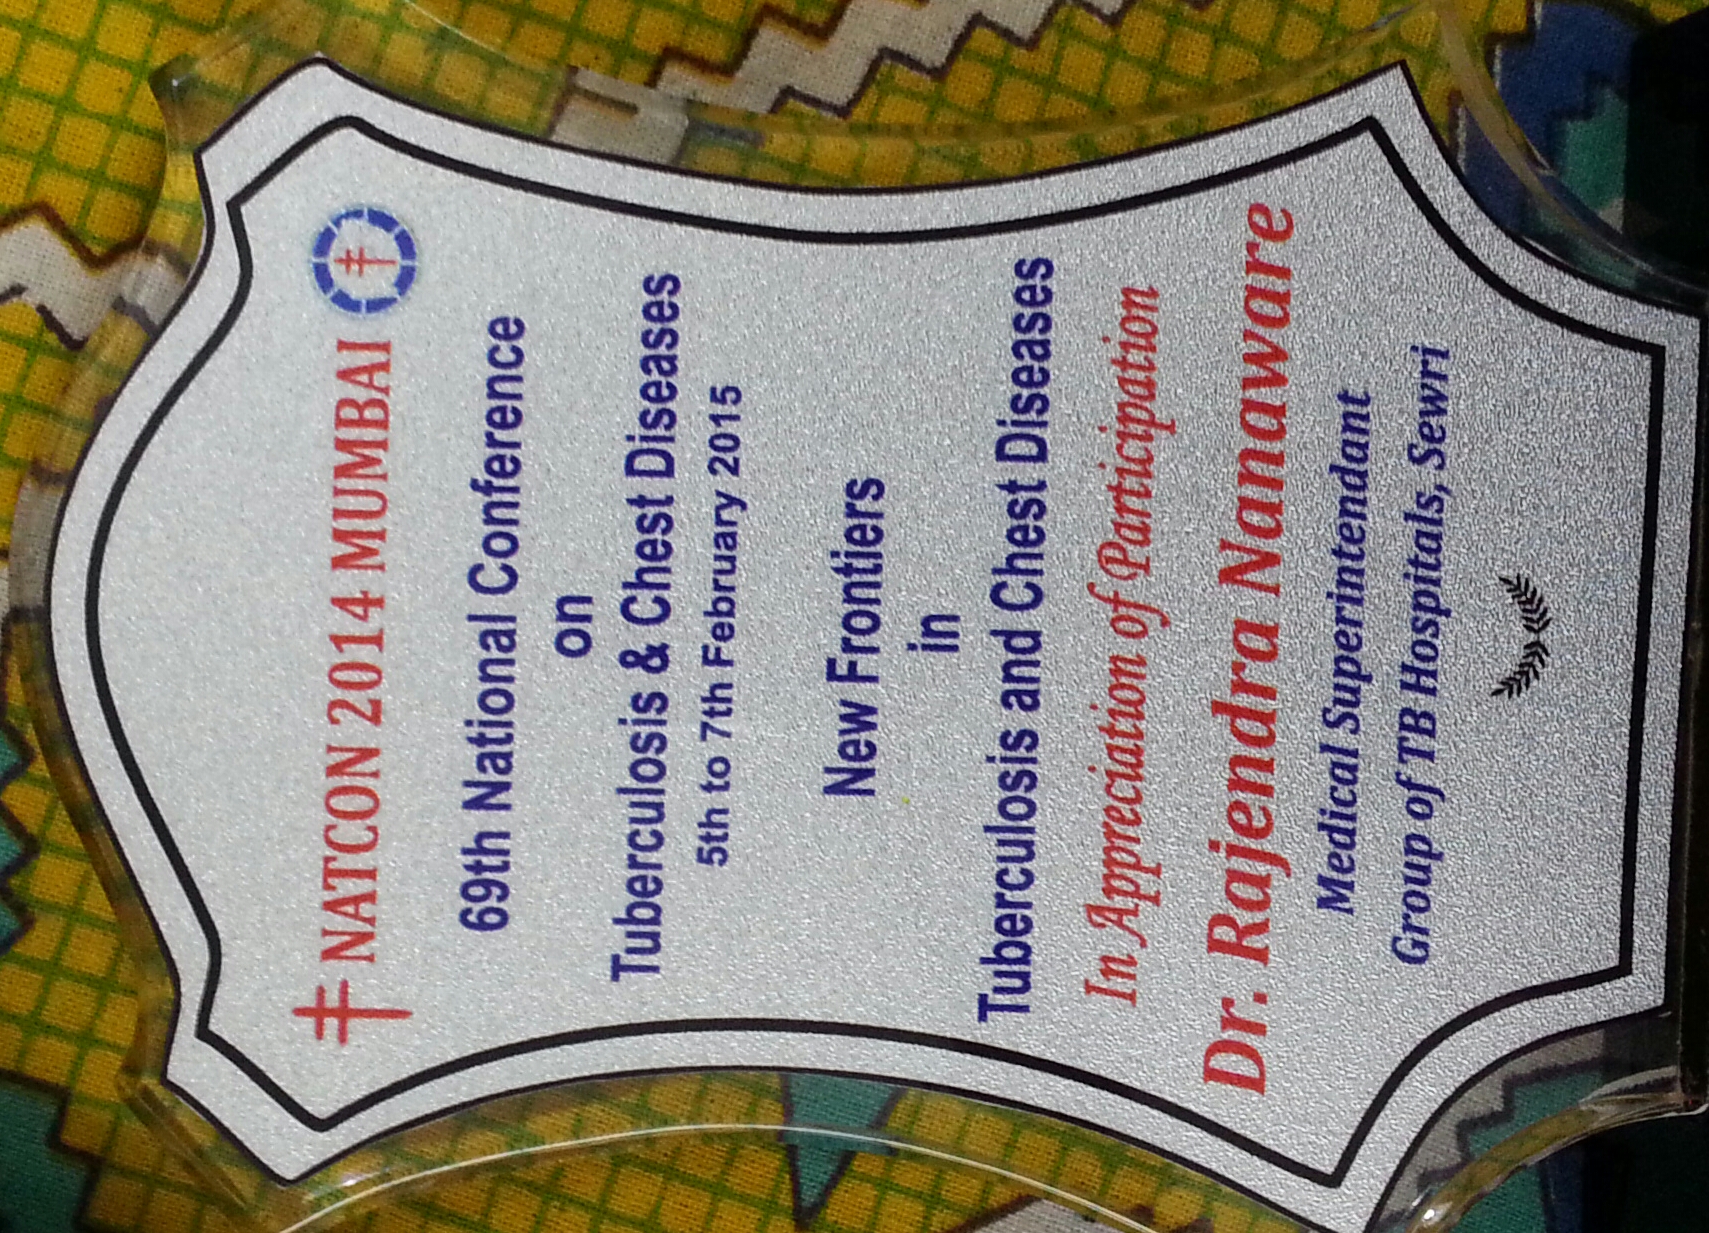 NATCON 2014 MUMBAI
69th National Conference
on
Tuberculosis & Chest Diseases
5th to 7th February 2015
New Frontiers
in
Tuberculosis and Chest Diseases
In Appreciation of Participation
Dr. Rajendra Nanaware
Medical Superintendant
Group of TB Hospitals, Sewri